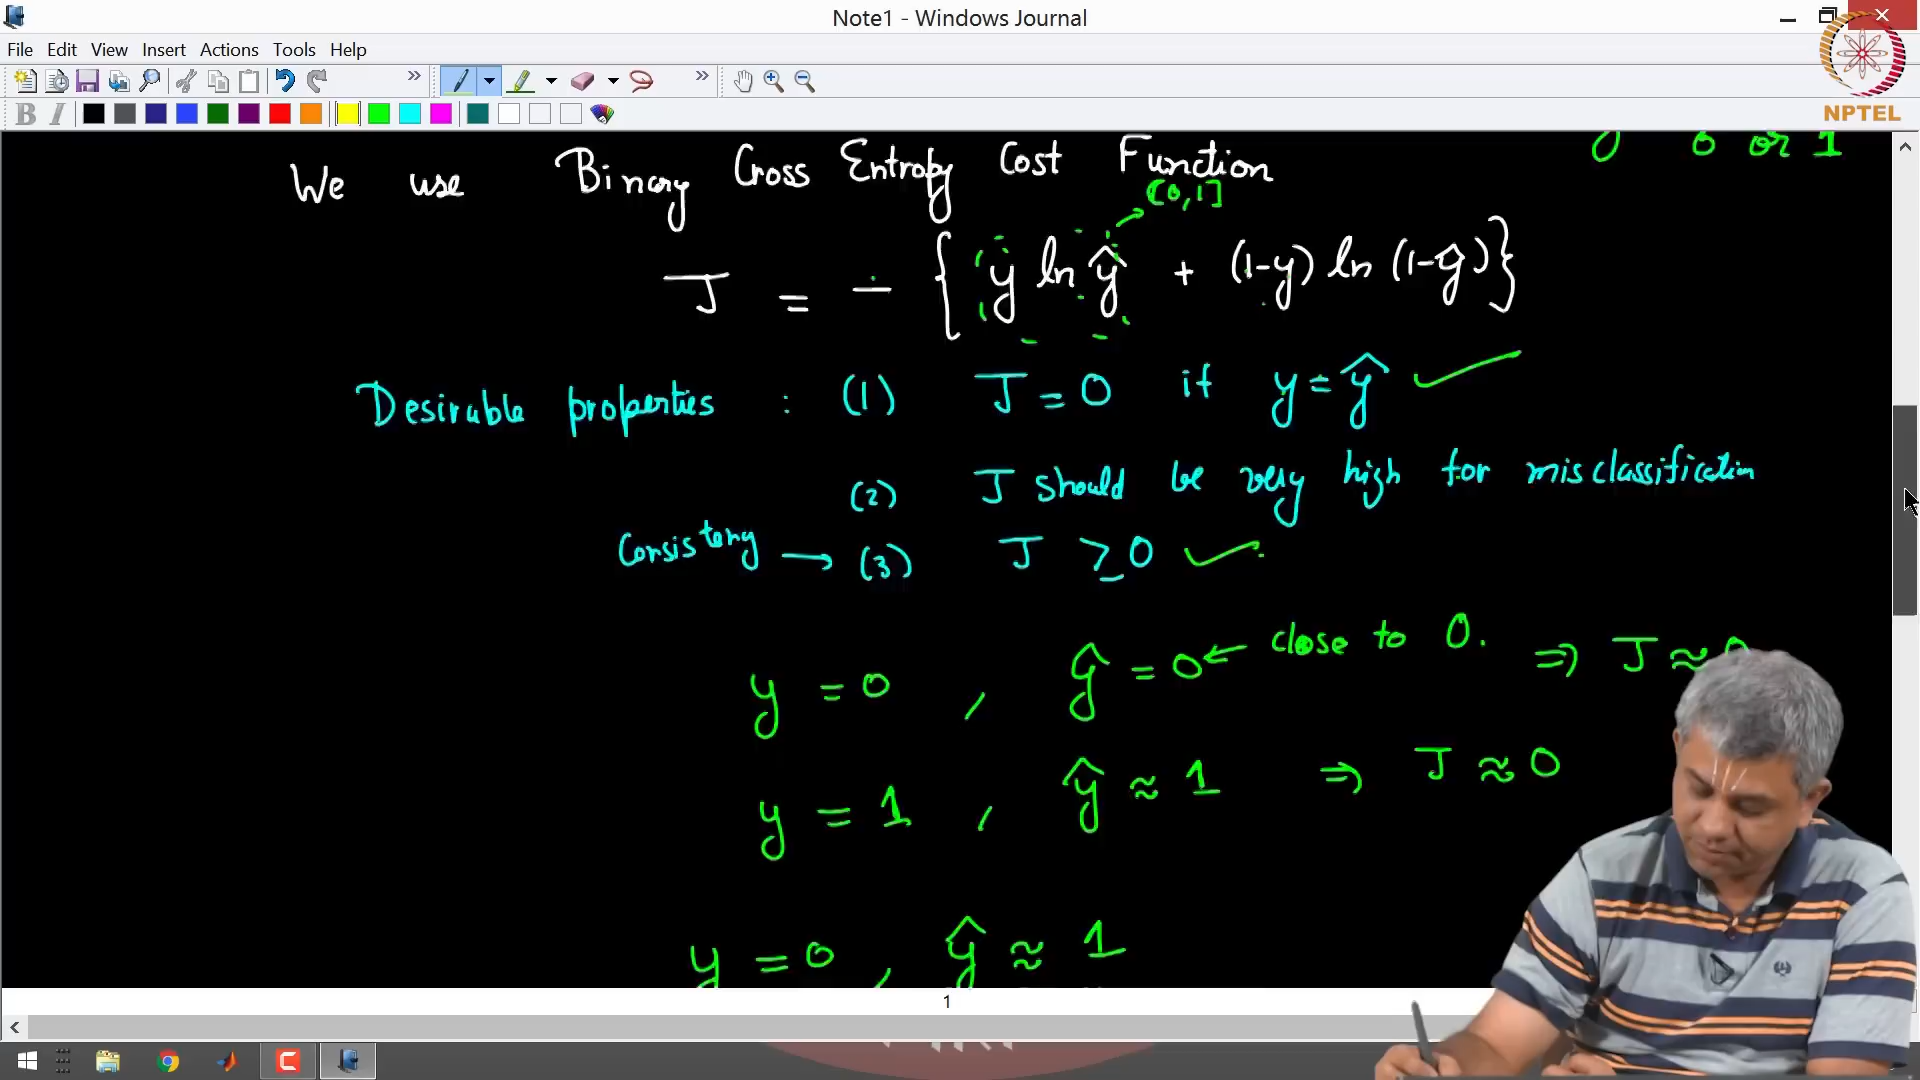 Note1 - Windows Journal
File Edit View Insert Actions Tools Help
NPTEL
B I
y 0 or 1
We use Binary Cross Entropy Cost Function
[0, 1]
J = - { y ln ŷ + (1-y) ln (1-ŷ) }
Desirable properties : (1) J = 0 if y = ŷ ✓
(2) J should be very high for misclassification
Consistency → (3) J ≥ 0 ✓
y = 0 , ŷ = 0 ← close to 0. ⇒ J ≈ 0
y = 1 , ŷ ≈ 1 ⇒ J ≈ 0
y = 0 , ŷ ≈ 1
1